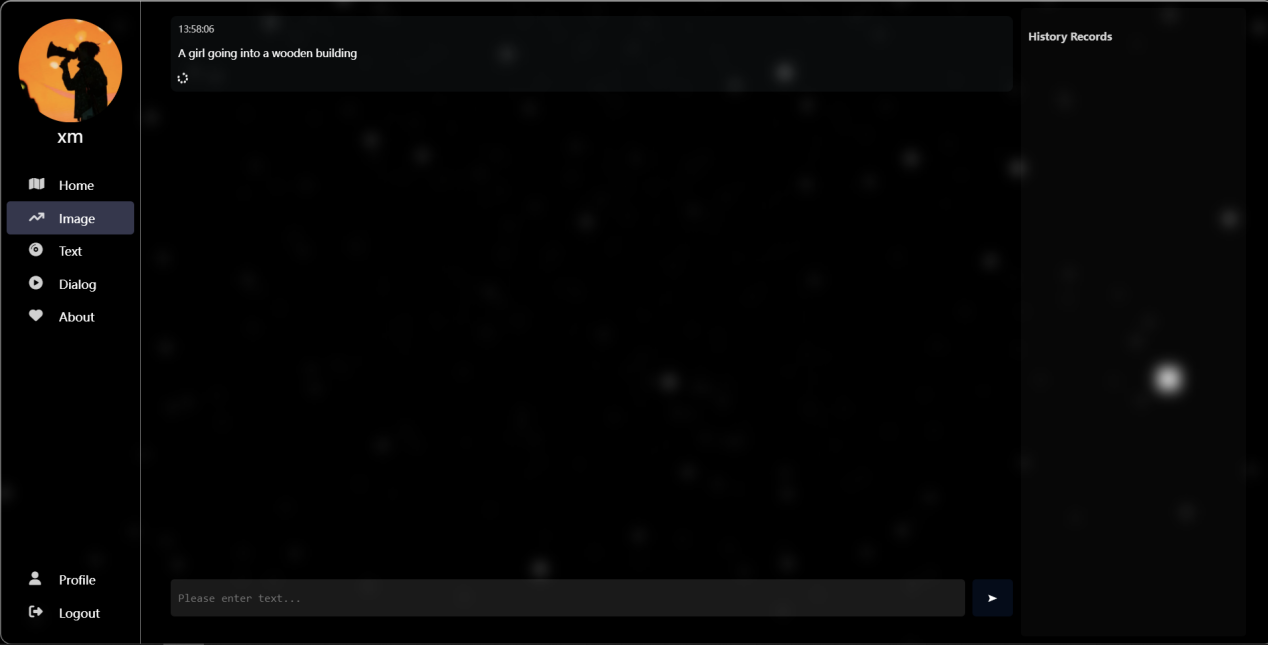 xm
Home
Image
Text
Dialog
About
Profile
Logout
13:58:06
A girl going into a wooden building
Please enter text...
History Records